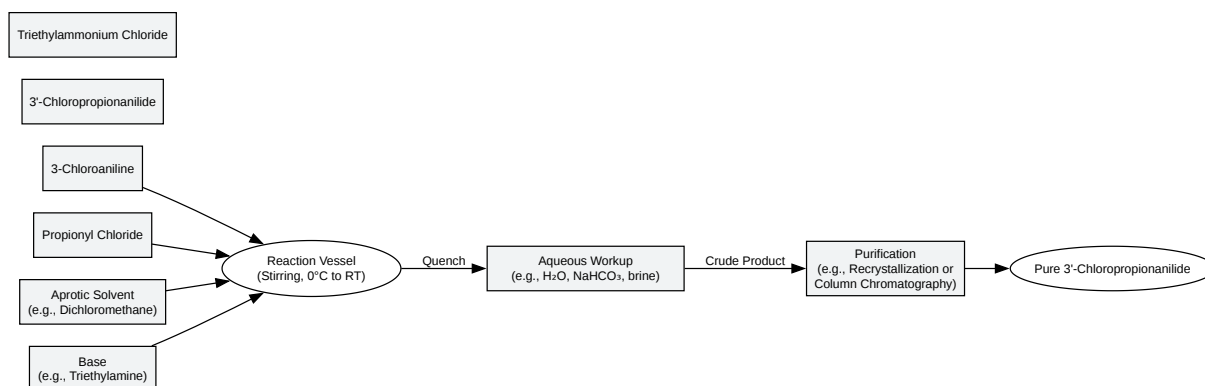 Triethylammonium Chloride
3'-Chloropropionanilide
3-Chloroaniline
Propionyl Chloride
Aprotic Solvent
(e.g., Dichloromethane)
Base
(e.g., Triethylamine)
Reaction Vessel
(Stirring, 0°C to RT)
Quench
Aqueous Workup
(e.g., H₂O, NaHCO₃, brine)
Crude Product
Purification
(e.g., Recrystallization or
Column Chromatography)
Pure 3'-Chloropropionanilide